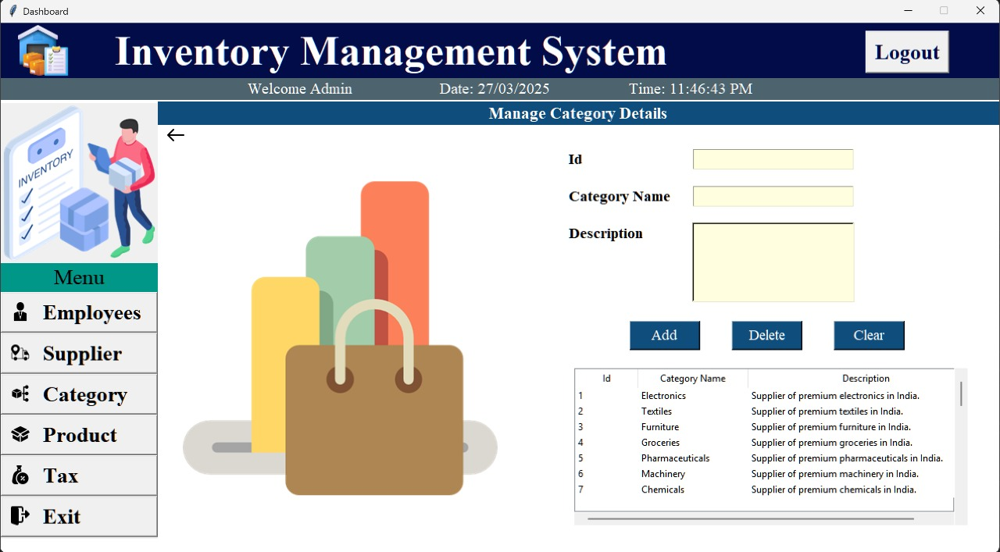 Dashboard
Inventory Management System
Logout
Welcome Admin Date: 27/03/2025 Time: 11:46:43 PM
Manage Category Details
INVENTORY
Menu
Employees
Supplier
Category
Product
Tax
Exit
Id
Category Name
Description
Add Delete Clear
Id Category Name Description
1 Electronics Supplier of premium electronics in India.
2 Textiles Supplier of premium textiles in India.
3 Furniture Supplier of premium furniture in India.
4 Groceries Supplier of premium groceries in India.
5 Pharmaceuticals Supplier of premium pharmaceuticals in India.
6 Machinery Supplier of premium machinery in India.
7 Chemicals Supplier of premium chemicals in India.